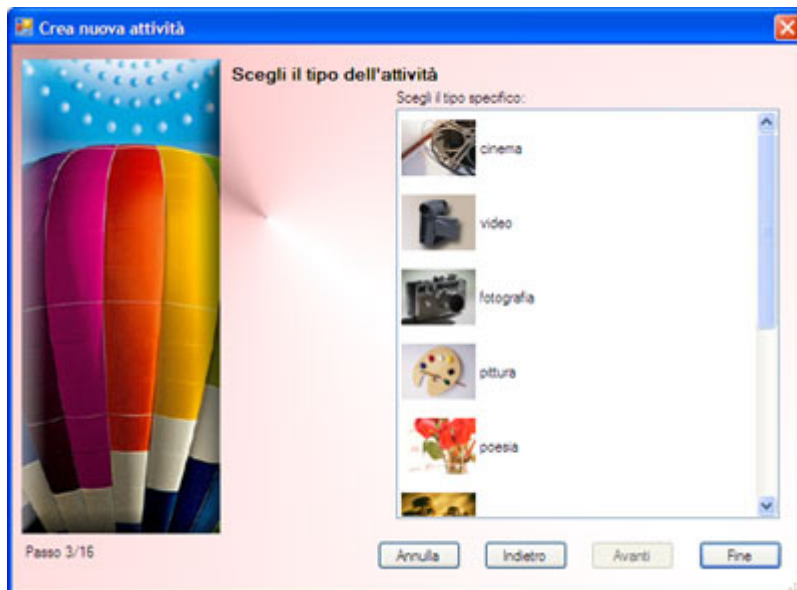 Crea nuova attività
Scegli il tipo dell'attività
Scegli il tipo specifico:
cinema
video
fotografia
pittura
poesia
Passo 3/16
Annulla
Indietro
Avanti
Fine